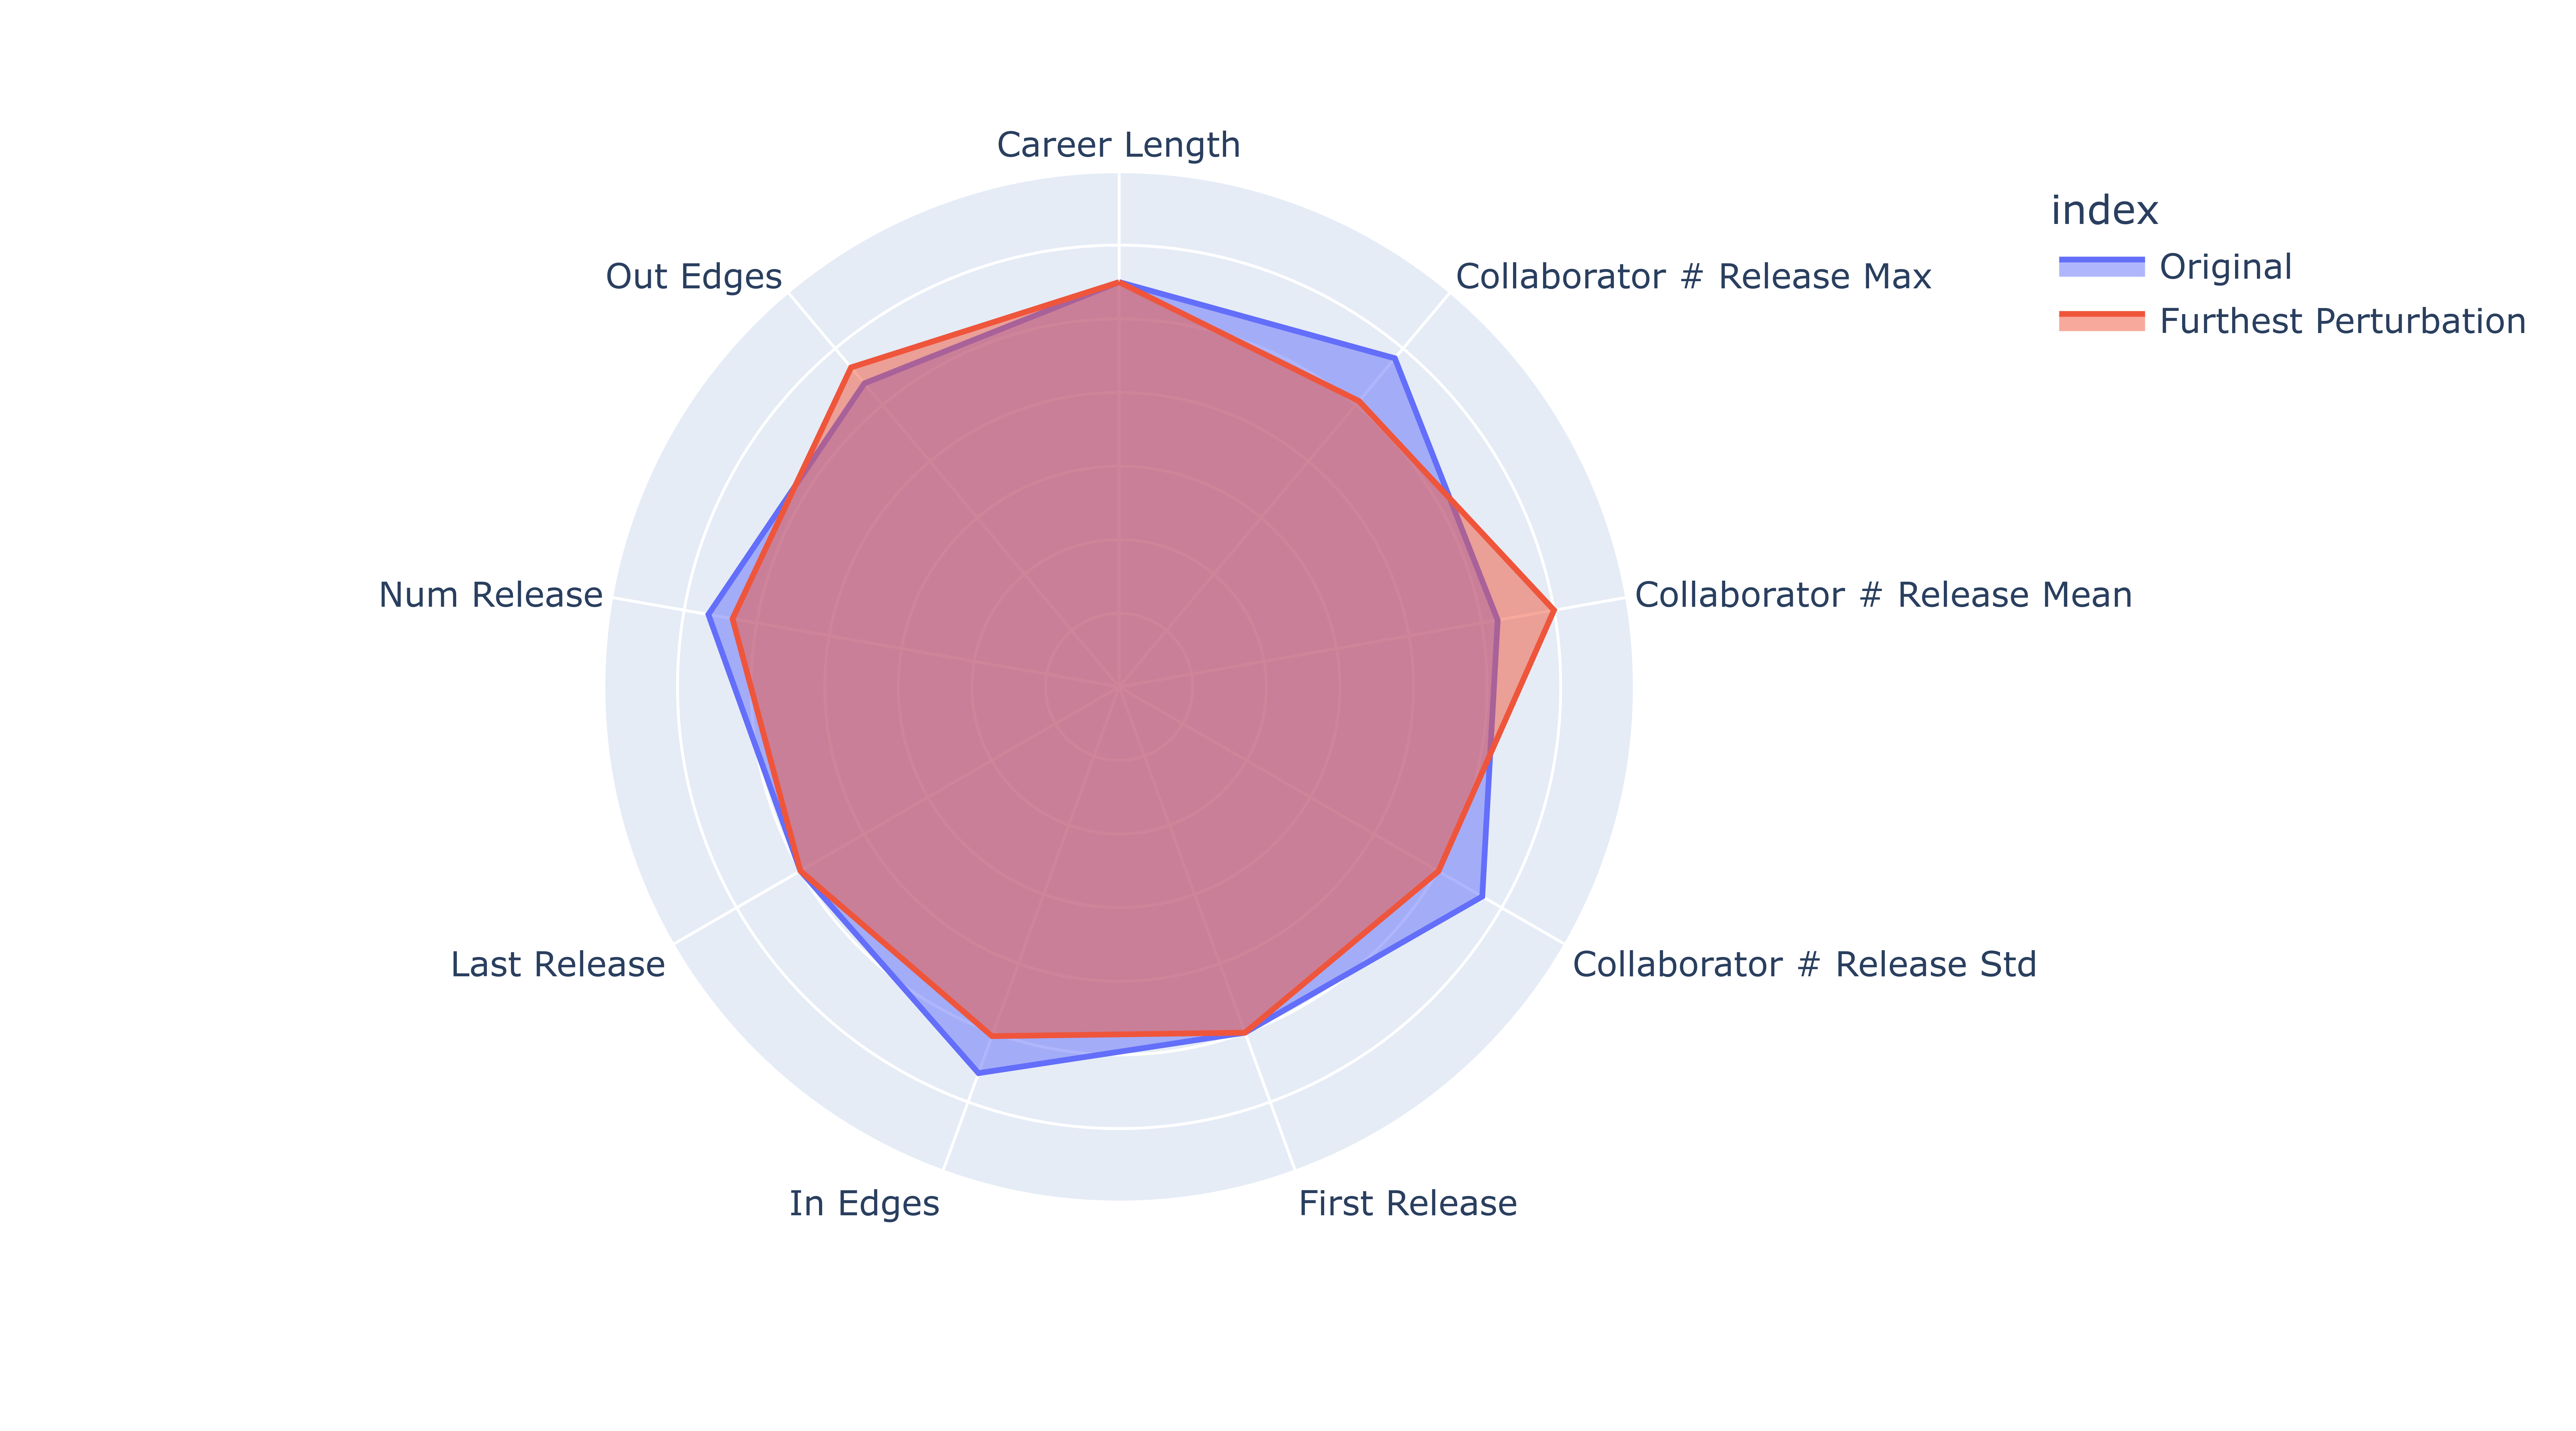 Career Length
Out Edges
Collaborator # Release Max
Num Release
Collaborator # Release Mean
Last Release
Collaborator # Release Std
In Edges
First Release
index
Original
Furthest Perturbation